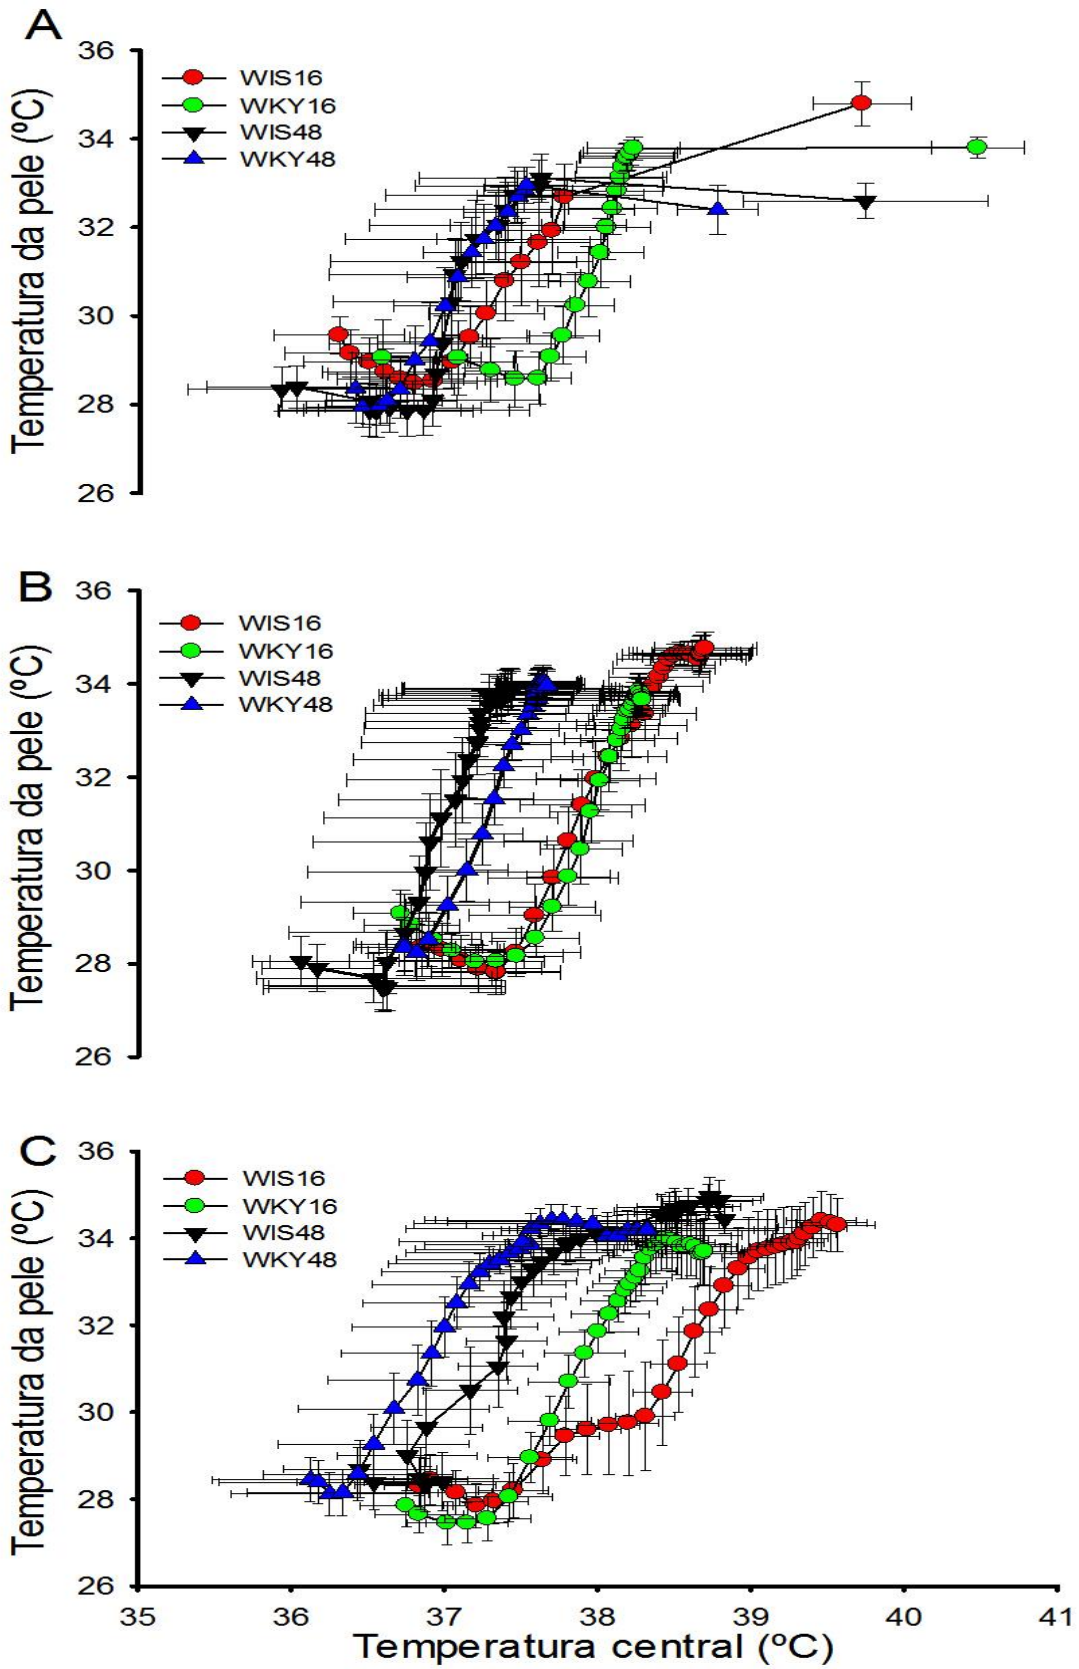 A
36
34
32
30
28
26
Temperatura da pele (ºC)
WIS16
WKY16
WIS48
WKY48
B
36
34
32
30
28
26
Temperatura da pele (ºC)
WIS16
WKY16
WIS48
WKY48
C
36
34
32
30
28
26
Temperatura da pele (ºC)
WIS16
WKY16
WIS48
WKY48
35 36 37 38 39 40 41
Temperatura central (ºC)